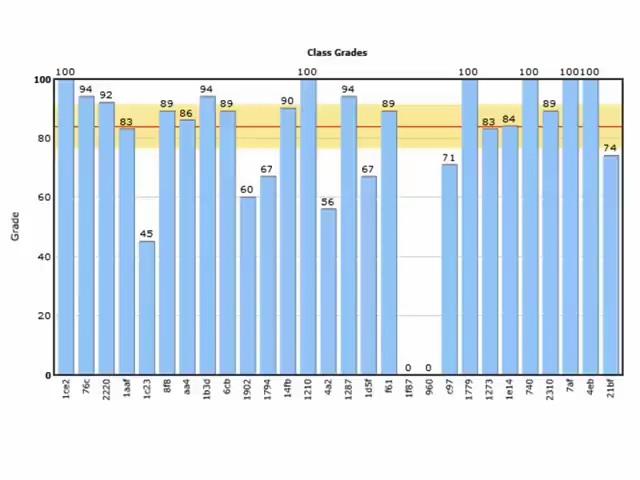 Class Grades
100 94 92 83 45 89 86 94 89 60 67 90 100 56 94 67 89 0 0 71 100 83 84 100 89 100 100 74
100
80
60
40
20
0
Grade
1ce2 76c 2220 1aaf 1c23 8f8 aa4 1b3d 6cb 1902 1794 14fb 1210 4a2 1287 1d5f f61 1f87 960 c97 1779 1273 1e14 740 2310 7af 4eb 21bf